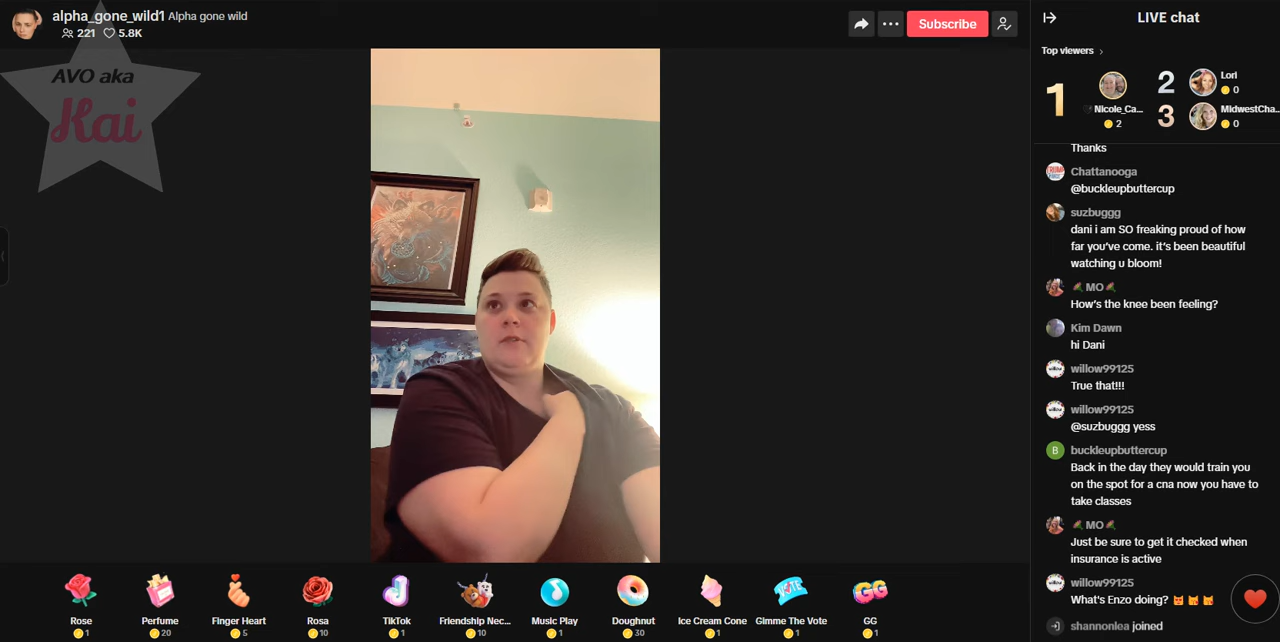 alpha_gone_wild1 Alpha gone wild
221 5.8K
AVO aka
Kai
Subscribe
LIVE chat
Top viewers
1
Nicole_Ca...
2
2
Lori
0
3
MidwestCha...
0
Thanks
Chattanooga
@buckleupbuttercup
suzbuggg
dani i am SO freaking proud of how
far you've come. it's been beautiful
watching u bloom!
MO
How's the knee been feeling?
Kim Dawn
hi Dani
willow99125
True that!!!
willow99125
@suzbuggg yess
B
buckleupbuttercup
Back in the day they would train you
on the spot for a cna now you have to
take classes
MO
Just be sure to get it checked when
insurance is active
willow99125
What's Enzo doing?
shannonlea joined
Rose
1
Perfume
20
Finger Heart
5
Rosa
10
TikTok
1
Friendship Nec...
10
Music Play
1
Doughnut
30
Ice Cream Cone
1
Gimme The Vote
1
GG
1